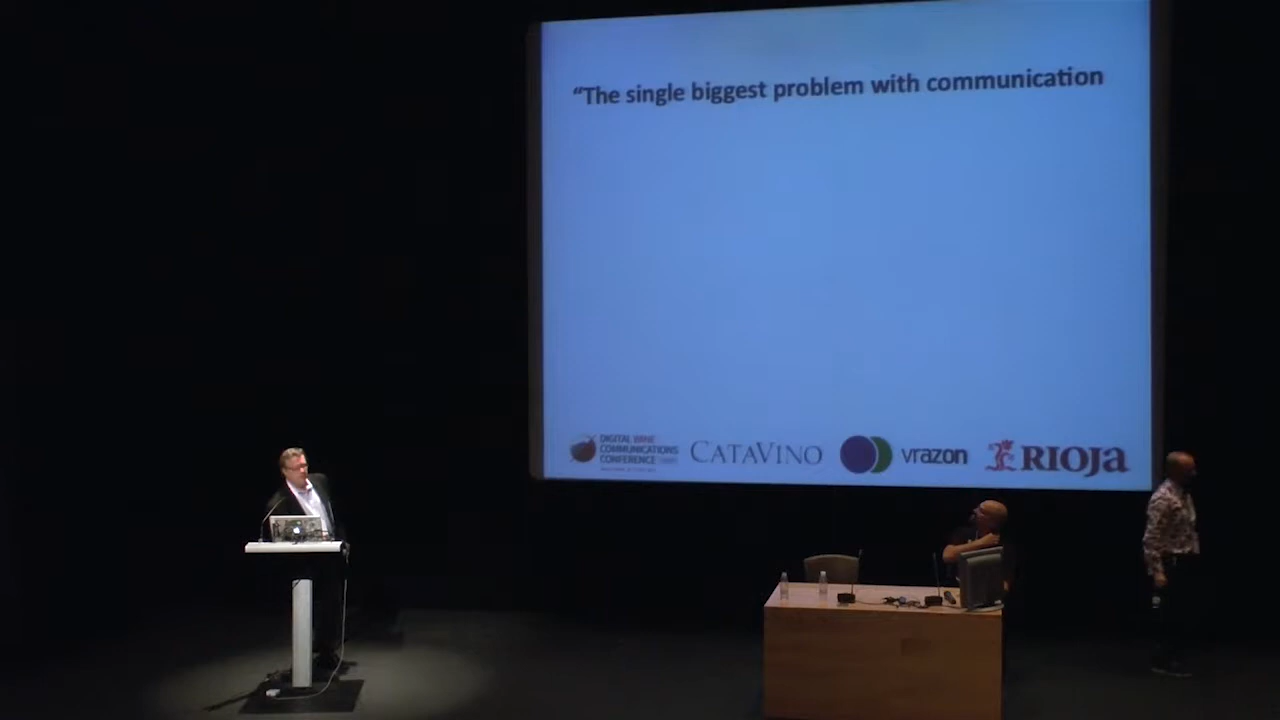 “The single biggest problem with communication
DIGITAL WINE
COMMUNICATIONS
CONFERENCE
CATAVINO
vrazon
RIOJA